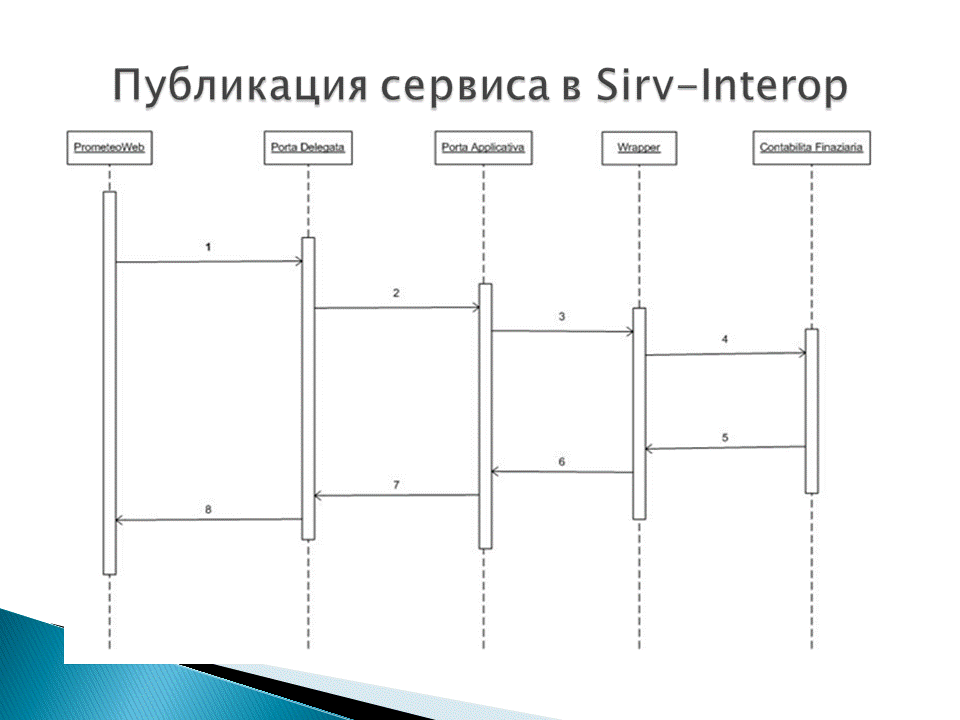 Публикация сервиса в Sirv-Interop
PrometeoWeb
Porta Delegata
Porta Applicativa
Wrapper
Contabilita Finaziaria
1
2
3
4
5
6
7
8